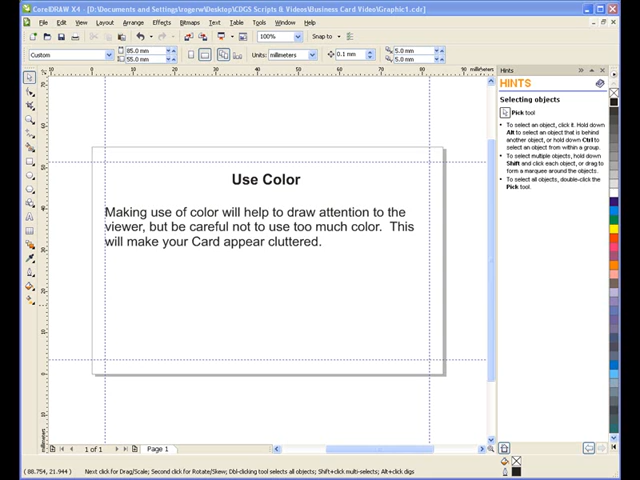 CorelDRAW X4 - [D:\Documents and Settings\rogerw\Desktop\CDGS Scripts & Videos\Business Card Video\Graphic1.cdr]
File Edit View Layout Arrange Effects Bitmaps Text Table Tools Window Help
100% Snap to
Custom 85.0 mm 55.0 mm Units: millimeters 0.1 mm 5.0 mm 5.0 mm
Hints
HINTS
Selecting objects
Pick tool
• To select an object, click it. Hold down Alt to select an object that is behind another object, or hold down Ctrl to select an object from within a group.
• To select multiple objects, hold down Shift and click each object, or drag to form a marquee around the objects.
• To select all objects, double-click the Pick tool.
millimeters
Use Color
Making use of color will help to draw attention to the
viewer, but be careful not to use too much color. This
will make your Card appear cluttered.
1 of 1 Page 1
( 88.754, 21.944 ) Next click for Drag/Scale; Second click for Rotate/Skew; Dbl-clicking tool selects all objects; Shift+click multi-selects; Alt+click digs